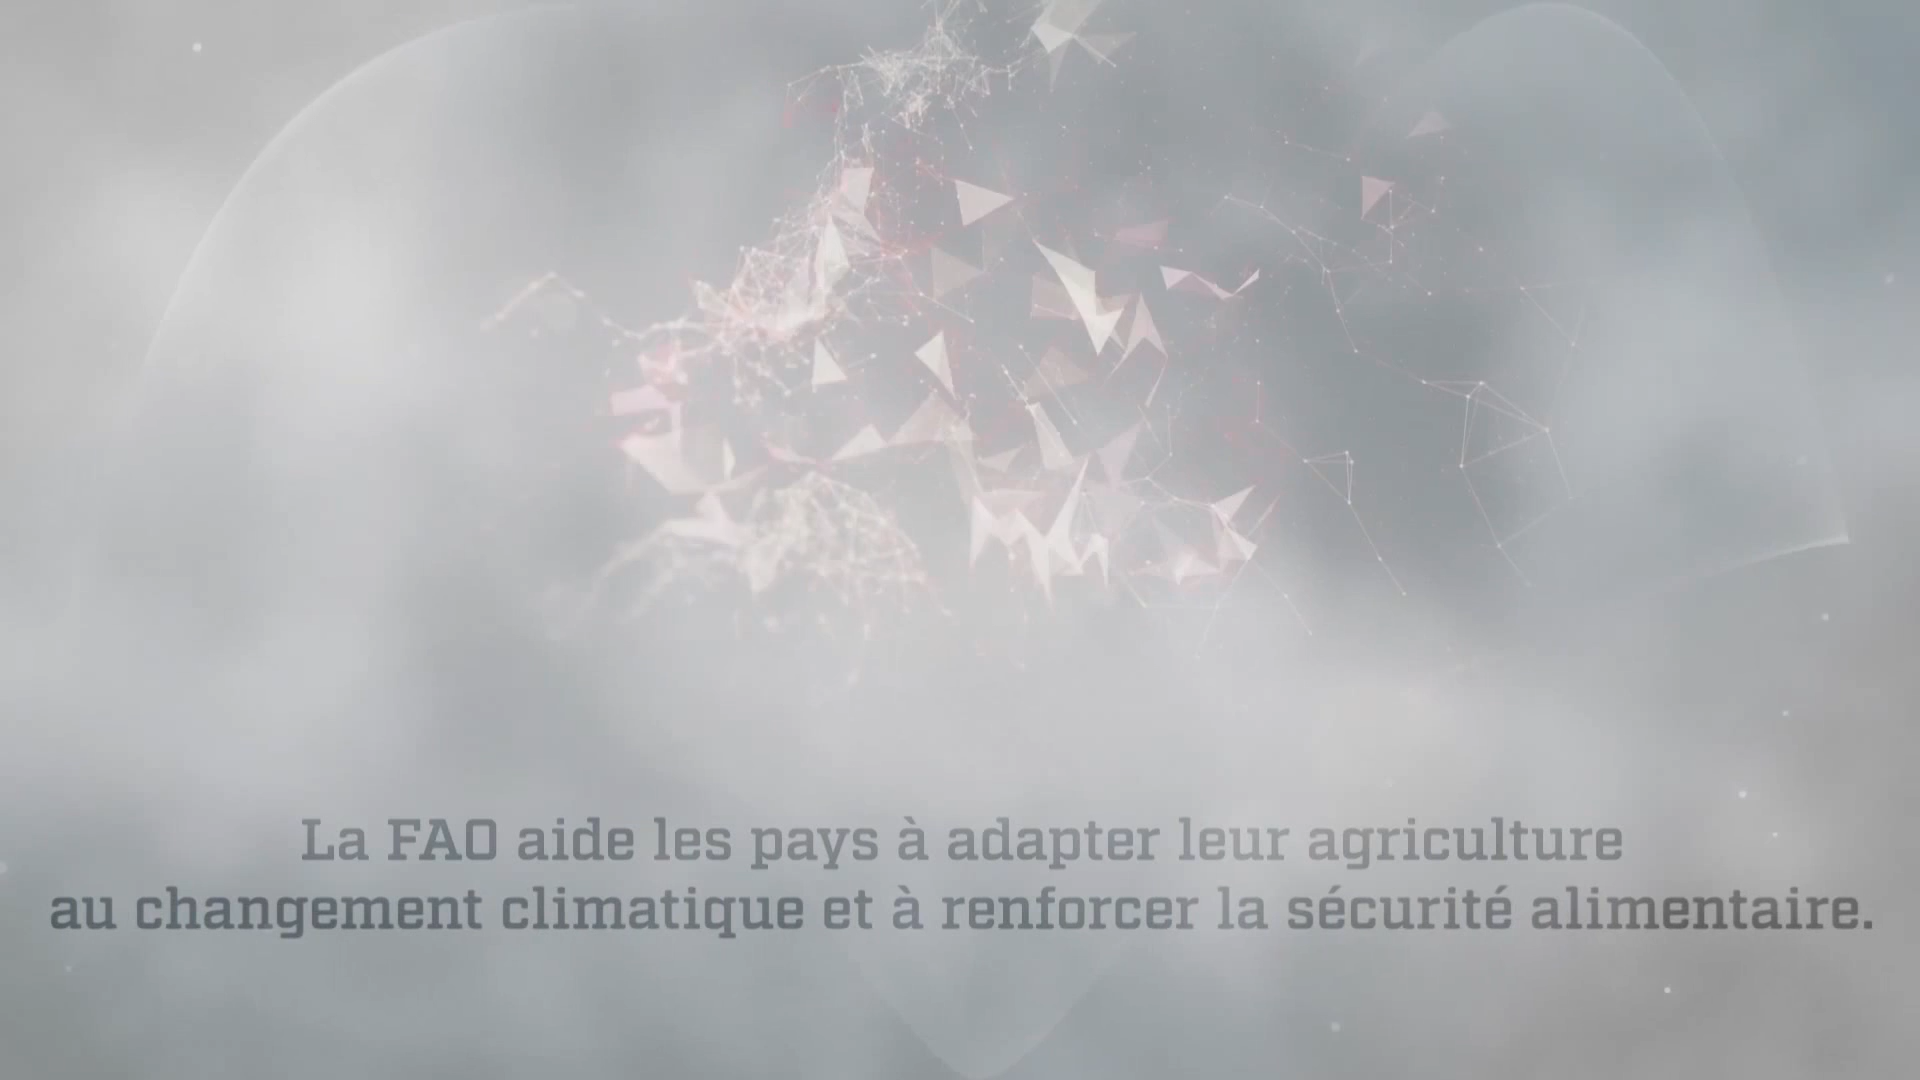 La FAO aide les pays à adapter leur agriculture
au changement climatique et à renforcer la sécurité alimentaire.